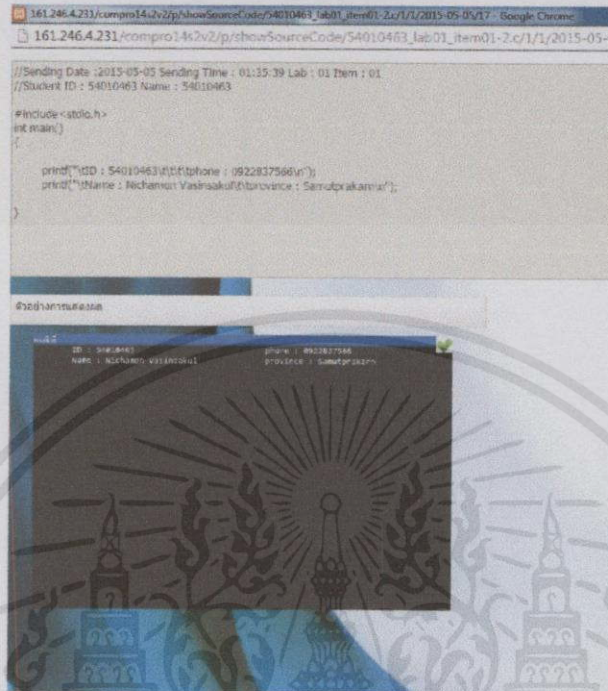 161.246.4.231/compro14s2v2/p/showSourceCode/54010463_lab01_item01-2.c/1/1/2015-05-05/17 - Google Chrome
161.246.4.231/compro14s2v2/p/showSourceCode/54010463_lab01_item01-2.c/1/1/2015-05-
//Sending Date :2015-05-05 Sending Time : 01:35:39 Lab : 01 Item : 01
//Student ID : 54010463 Name : 54010463
#include<stdio.h>
int main()
{
printf("\tID : 54010463\t\t\tphone : 0922837566\n");
printf("\tName : Nichamon Vasinsakul\t\tprovince : Samutprakarn\n");
}
ตัวอย่างการแสดงผล
ID : 54010463 phone : 0922837566
Name : Nichamon Vasinsakul province : Samutprakarn